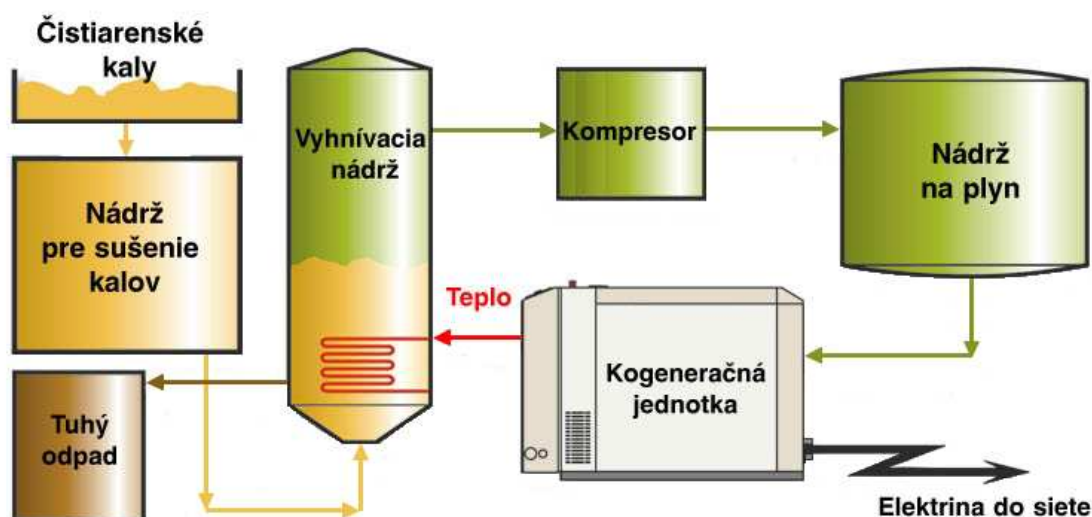 Čistiarenské
kaly
Nádrž
pre sušenie
kalov
Tuhý
odpad
Vyhnívacia
nádrž
Kompresor
Nádrž
na plyn
Teplo
Kogeneračná
jednotka
Elektrina do siete